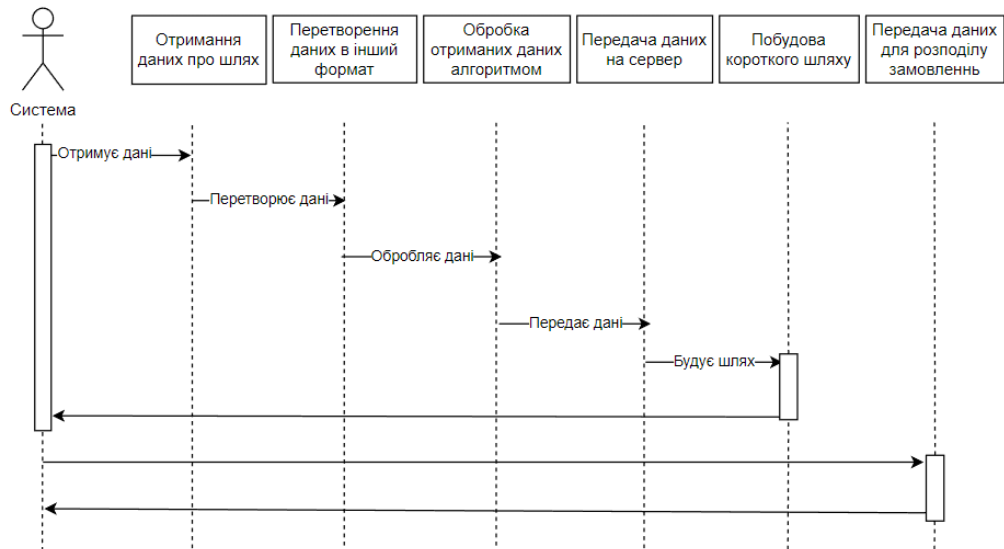 Система
Отримання
даних про шлях
Перетворення
даних в інший
формат
Обробка
отриманих даних
алгоритмом
Передача даних
на сервер
Побудова
короткого шляху
Передача даних
для розподілу
замовленнь
Отримує дані
Перетворює дані
Обробляє дані
Передає дані
Будує шлях